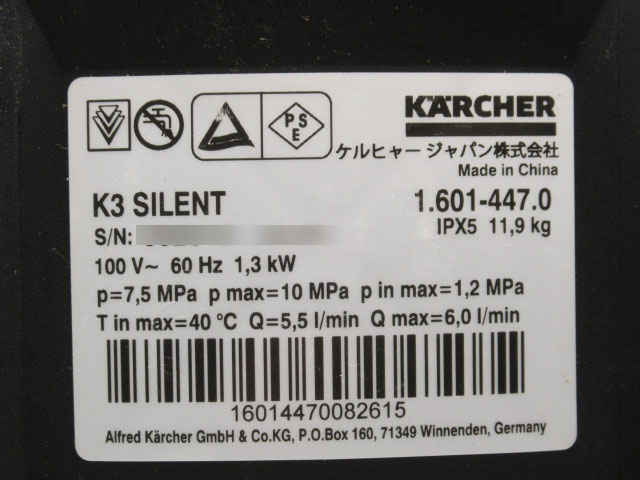 PSE
KÄRCHER
ケルヒャー ジャパン株式会社
Made in China
K3 SILENT 1.601-447.0
S/N: IPX5 11,9 kg
100 V~ 60 Hz 1,3 kW
p=7,5 MPa p max=10 MPa p in max=1,2 MPa
T in max=40 °C Q=5,5 l/min Q max=6,0 l/min
16014470082615
Alfred Kärcher GmbH & Co.KG, P.O.Box 160, 71349 Winnenden, Germany